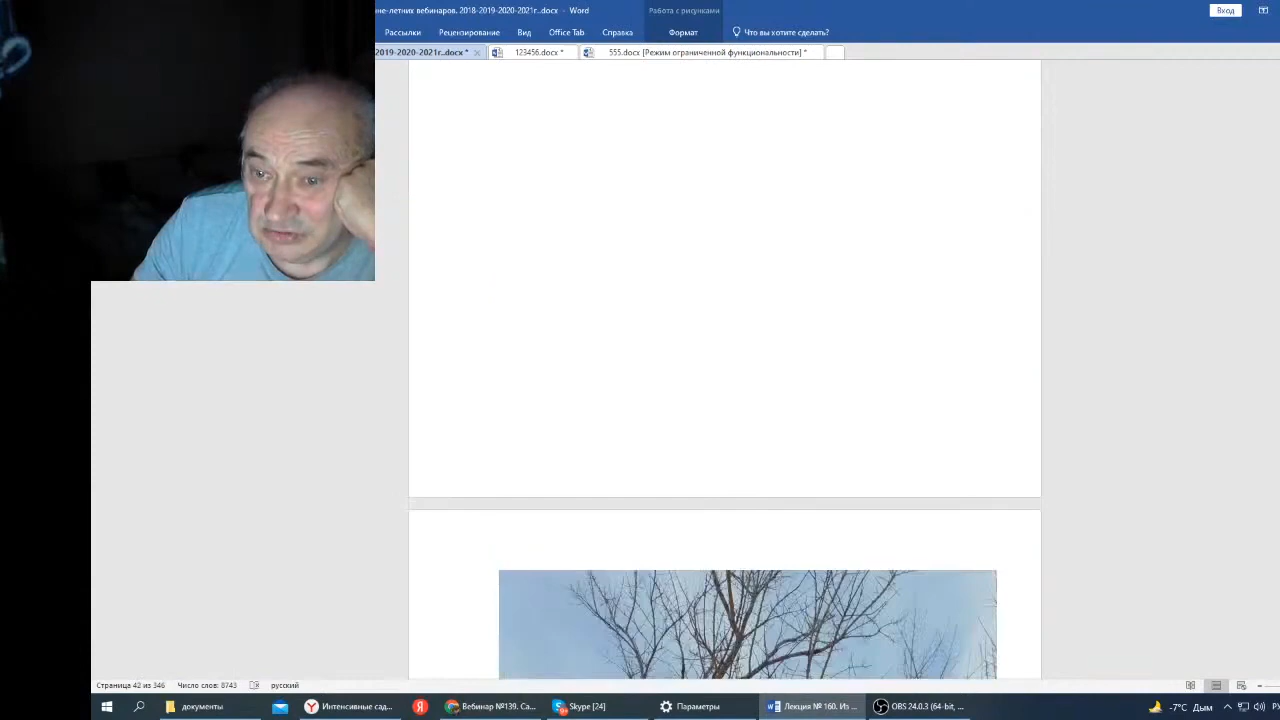 не-летних вебинаров. 2018-2019-2020-2021г..docx - Word
Работа с рисунками
Вход
Рассылки
Рецензирование
Вид
Office Tab
Справка
Формат
Что вы хотите сделать?
2019-2020-2021г..docx *
123456.docx *
555.docx [Режим ограниченной функциональности] *
Страница 42 из 346
Число слов: 8743
русский
документы
Интенсивные сад...
Вебинар №139. Са...
Skype [24]
Параметры
Лекция № 160. Из ...
OBS 24.0.3 (64-bit, ...
-7°C Дым